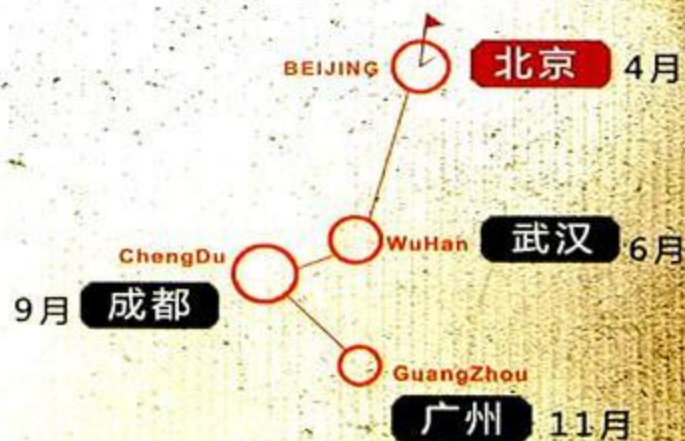 BEIJING 北京 4月
WuHan 武汉 6月
ChengDu
9月 成都
GuangZhou
广州 11月